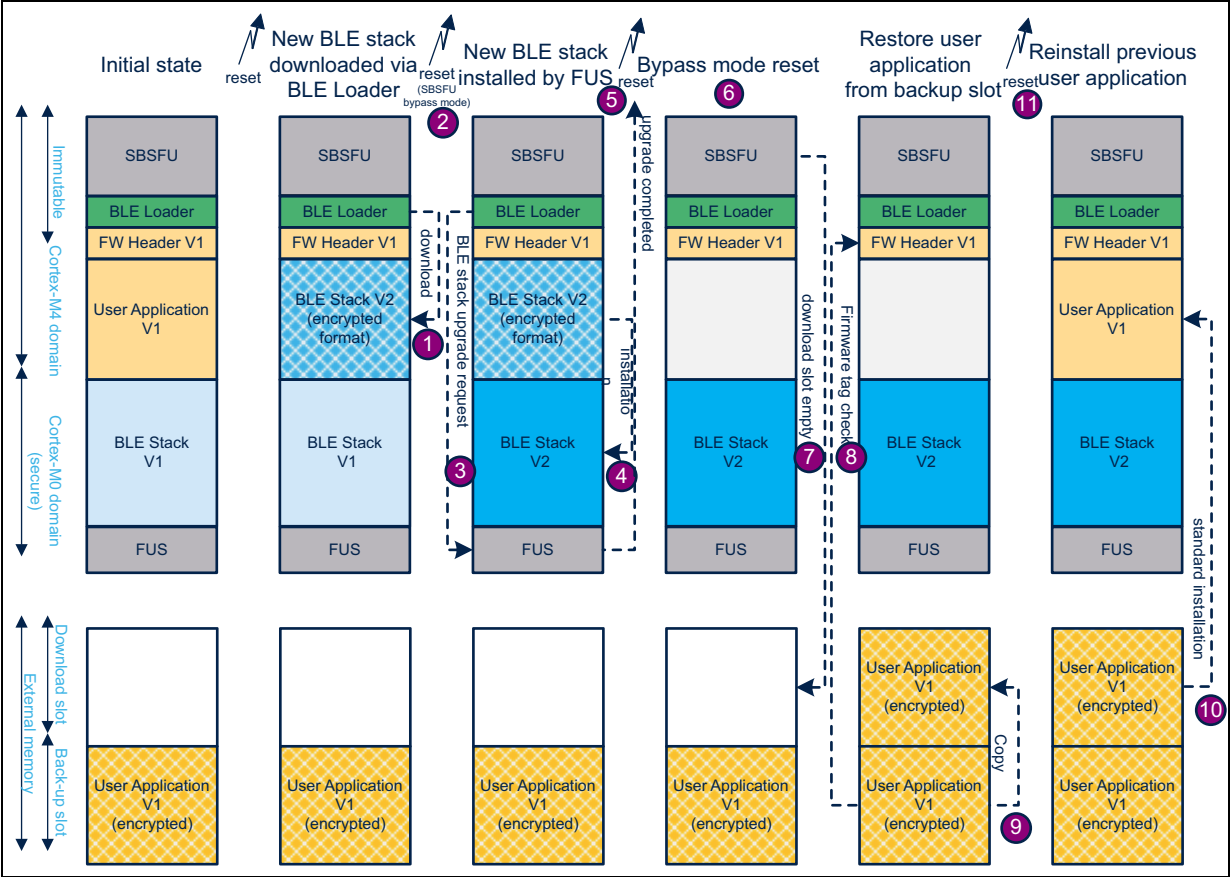 Initial state
reset
New BLE stack
downloaded via
BLE Loader
reset
(SBSFU
bypass mode)
2
New BLE stack
installed by FUS
5
reset
Bypass mode reset
6
Restore user
application
from backup slot
reset
11
Reinstall previous
user application
Immutable
Cortex-M4 domain
Cortex-M0 domain
(secure)
SBSFU
BLE Loader
FW Header V1
User Application
V1
BLE Stack
V1
FUS
SBSFU
BLE Loader
FW Header V1
BLE Stack V2
(encrypted
format)
BLE Stack
V1
FUS
download
1
BLE stack upgrade request
3
SBSFU
BLE Loader
FW Header V1
BLE Stack V2
(encrypted
format)
BLE Stack
V2
FUS
installatio
n
4
upgrade completed
SBSFU
BLE Loader
FW Header V1
BLE Stack
V2
FUS
download slot empty
7
Firmware tag check
8
SBSFU
BLE Loader
FW Header V1
BLE Stack
V2
FUS
SBSFU
BLE Loader
FW Header V1
User Application
V1
BLE Stack
V2
FUS
standard installation
10
External memory
Download slot
Back-up slot
User Application
V1
(encrypted)
User Application
V1
(encrypted)
User Application
V1
(encrypted)
User Application
V1
(encrypted)
User Application
V1
(encrypted)
User Application
V1
(encrypted)
Copy
9
User Application
V1
(encrypted)
User Application
V1
(encrypted)